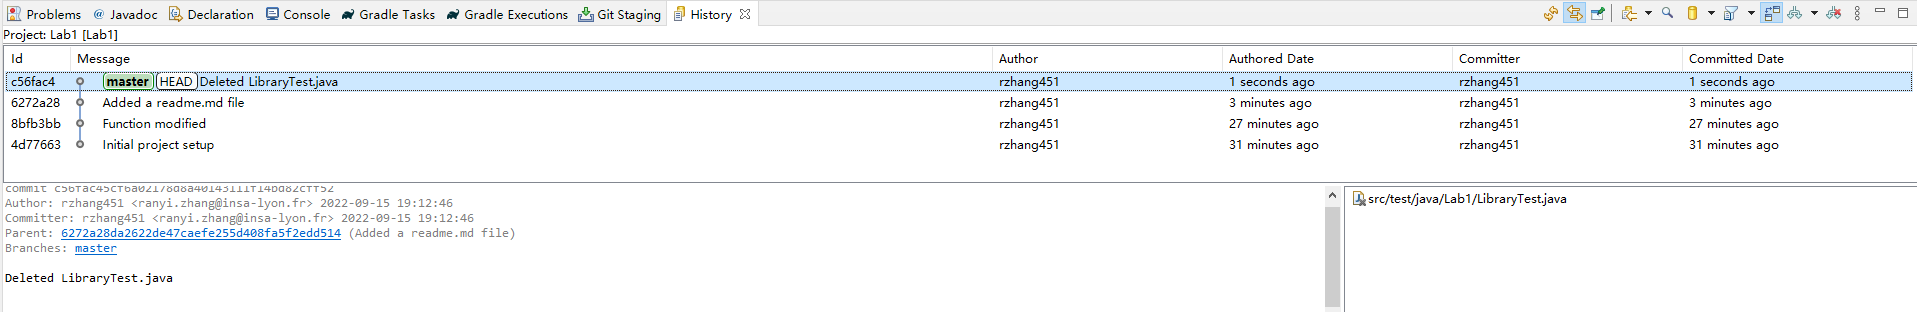 Problems @ Javadoc Declaration Console Gradle Tasks Gradle Executions Git Staging History
Project: Lab1 [Lab1]
Id Message Author Authored Date Committer Committed Date
c56fac4 master HEAD Deleted LibraryTest.java rzhang451 1 seconds ago rzhang451 1 seconds ago
6272a28 Added a readme.md file rzhang451 3 minutes ago rzhang451 3 minutes ago
8bfb3bb Function modified rzhang451 27 minutes ago rzhang451 27 minutes ago
4d77663 Initial project setup rzhang451 31 minutes ago rzhang451 31 minutes ago
commit
Author: rzhang451 <ranyi.zhang@insa-lyon.fr> 2022-09-15 19:12:46
Committer: rzhang451 <ranyi.zhang@insa-lyon.fr> 2022-09-15 19:12:46
Parent: 6272a28da2622de47caefe255d408fa5f2edd514 (Added a readme.md file)
Branches: master
Deleted LibraryTest.java
src/test/java/Lab1/LibraryTest.java